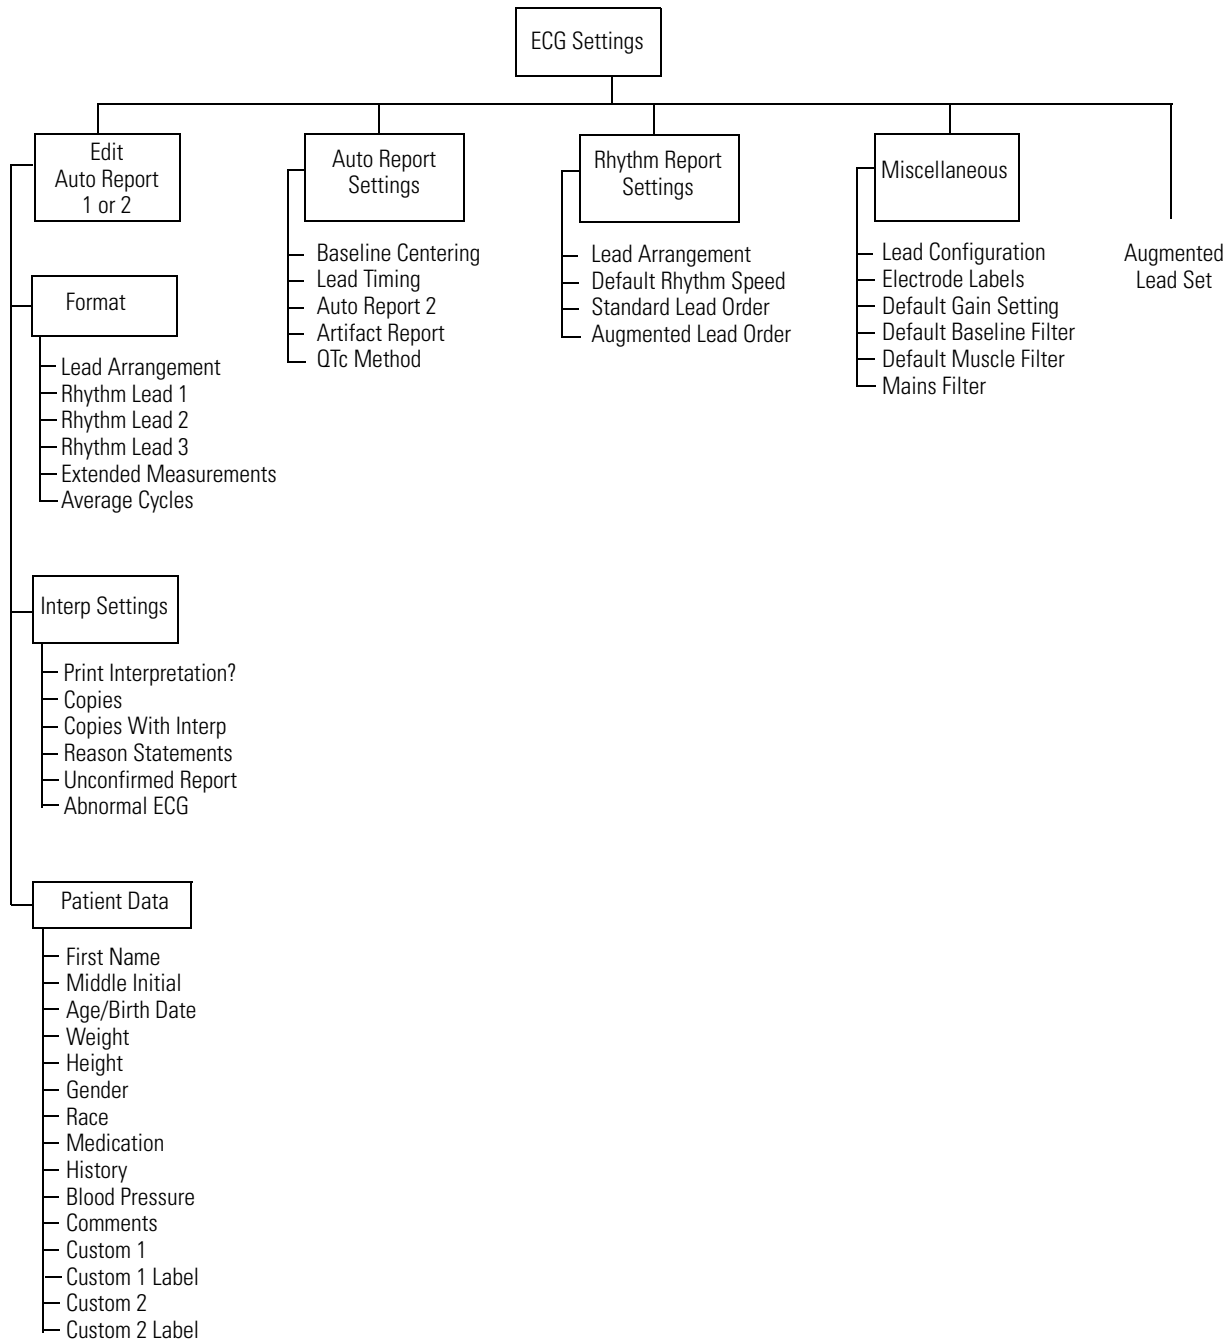 ECG Settings
Edit
Auto Report
1 or 2
Auto Report
Settings
Rhythm Report
Settings
Miscellaneous
Augmented
Lead Set
Baseline Centering
Lead Timing
Auto Report 2
Artifact Report
QTc Method
Lead Arrangement
Default Rhythm Speed
Standard Lead Order
Augmented Lead Order
Lead Configuration
Electrode Labels
Default Gain Setting
Default Baseline Filter
Default Muscle Filter
Mains Filter
Format
Lead Arrangement
Rhythm Lead 1
Rhythm Lead 2
Rhythm Lead 3
Extended Measurements
Average Cycles
Interp Settings
Print Interpretation?
Copies
Copies With Interp
Reason Statements
Unconfirmed Report
Abnormal ECG
Patient Data
First Name
Middle Initial
Age/Birth Date
Weight
Height
Gender
Race
Medication
History
Blood Pressure
Comments
Custom 1
Custom 1 Label
Custom 2
Custom 2 Label